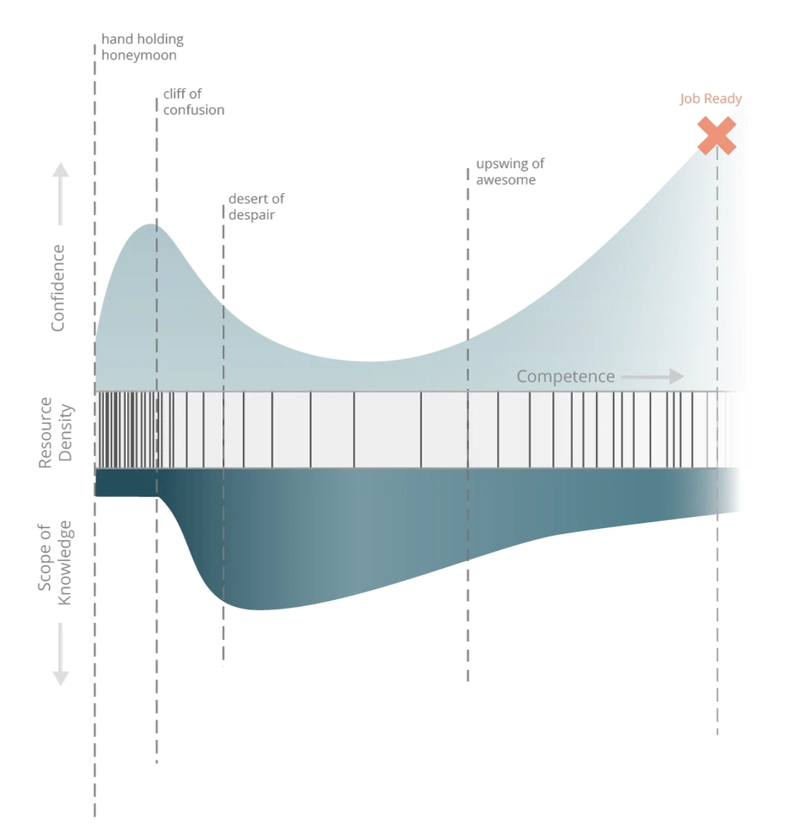 hand holding
honeymoon
cliff of
confusion
Job Ready
upswing of
awesome
desert of
despair
Confidence
Competence
Resource
Density
Scope of
Knowledge